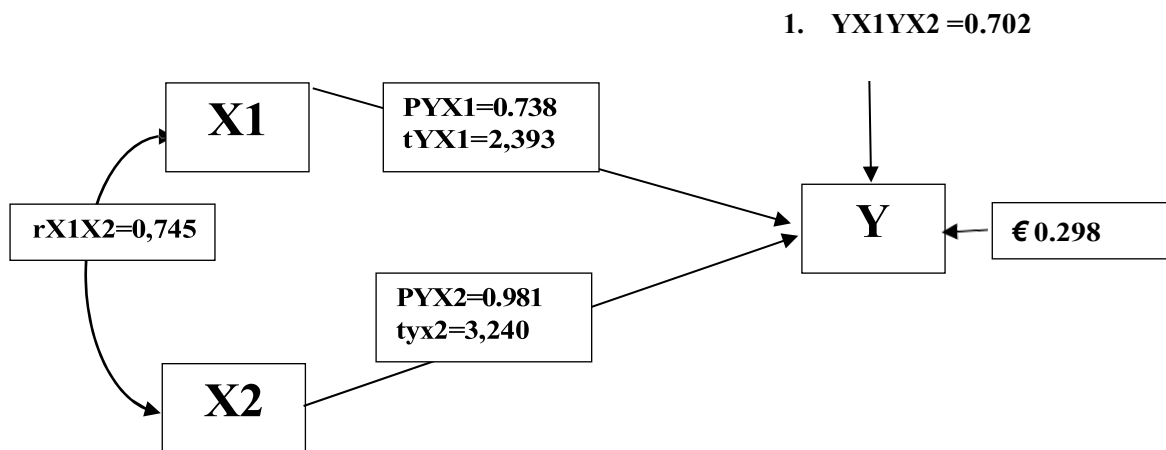 1. YX1YX2 =0.702
X1
PYX1=0.738
tYX1=2,393
rX1X2=0,745
Y
€ 0.298
PYX2=0.981
tyx2=3,240
X2